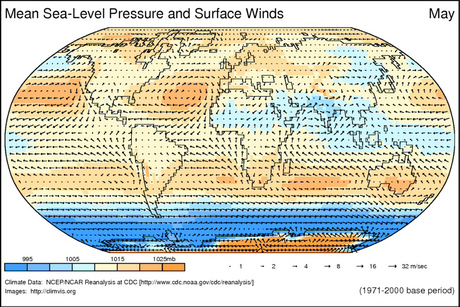 Mean Sea-Level Pressure and Surface Winds May
995 1005 1015 1025mb
1 2 4 8 16 32 m/sec
Climate Data: NCEP/NCAR Reanalysis at CDC [http://www.cdc.noaa.gov/cdc/reanalysis/]
Images: http://climvis.org (1971-2000 base period)